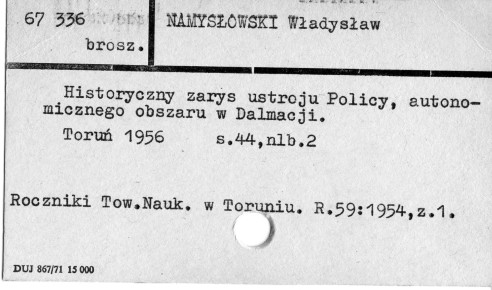 67 336
NAMYSŁOWSKI Władysław
brosz.
Historyczny zarys ustroju Policy, autono-
micznego obszaru w Dalmacji.
Toruń 1956 s.44,nlb.2
Roczniki Tow.Nauk. w Toruniu. R.59:1954,z.1.
DUJ 867/71 15 000